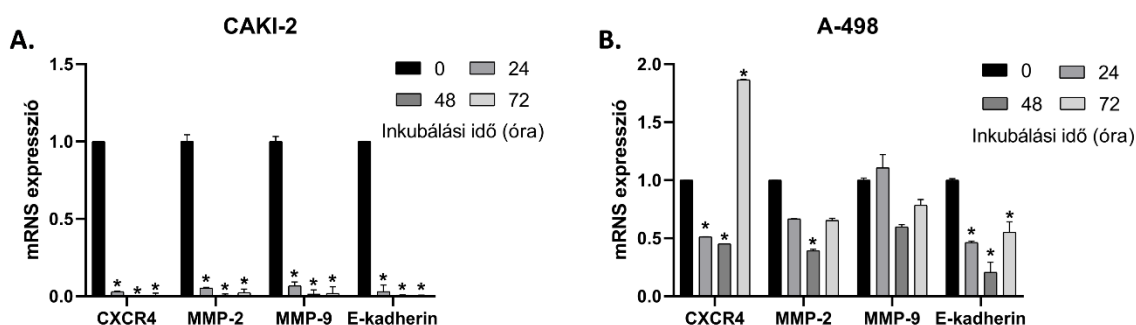 A.
CAKI-2
mRNS expresszió
1.5
1.0
0.5
0.0
0 24
48 72
Inkubálási idő (óra)
* * *
* * *
* * *
* * *
CXCR4 MMP-2 MMP-9 E-kadherin
B.
A-498
mRNS expresszió
2.0
1.5
1.0
0.5
0.0
0 24
48 72
Inkubálási idő (óra)
* * *
*
* * *
CXCR4 MMP-2 MMP-9 E-kadherin